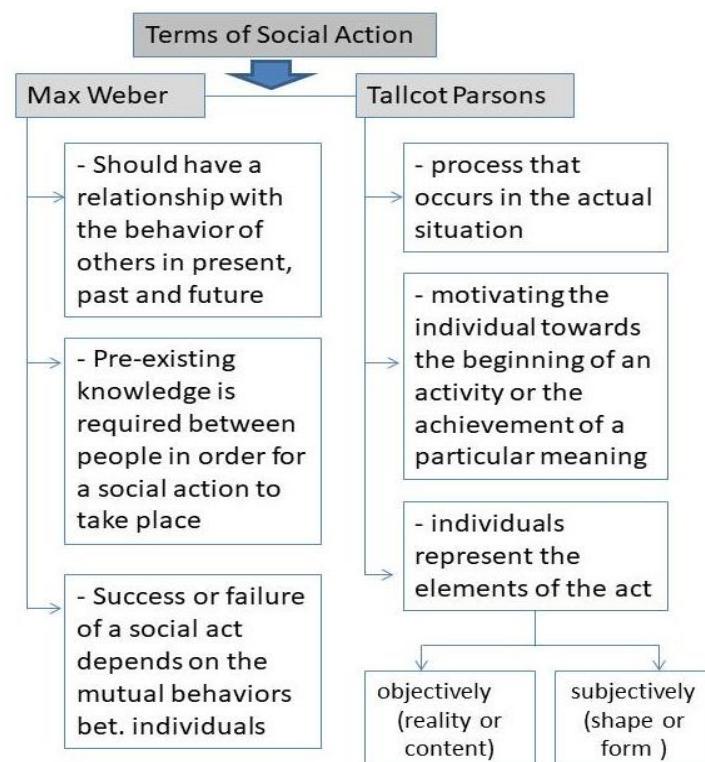 Terms of Social Action
Max Weber
- Should have a
relationship with
the behavior of
others in present,
past and future
- Pre-existing
knowledge is
required between
people in order for
a social action to
take place
- Success or failure
of a social act
depends on the
mutual behaviors
bet. individuals
Tallcot Parsons
- process that
occurs in the actual
situation
- motivating the
individual towards
the beginning of an
activity or the
achievement of a
particular meaning
- individuals
represent the
elements of the act
objectively
(reality or
content)
subjectively
(shape or
form )